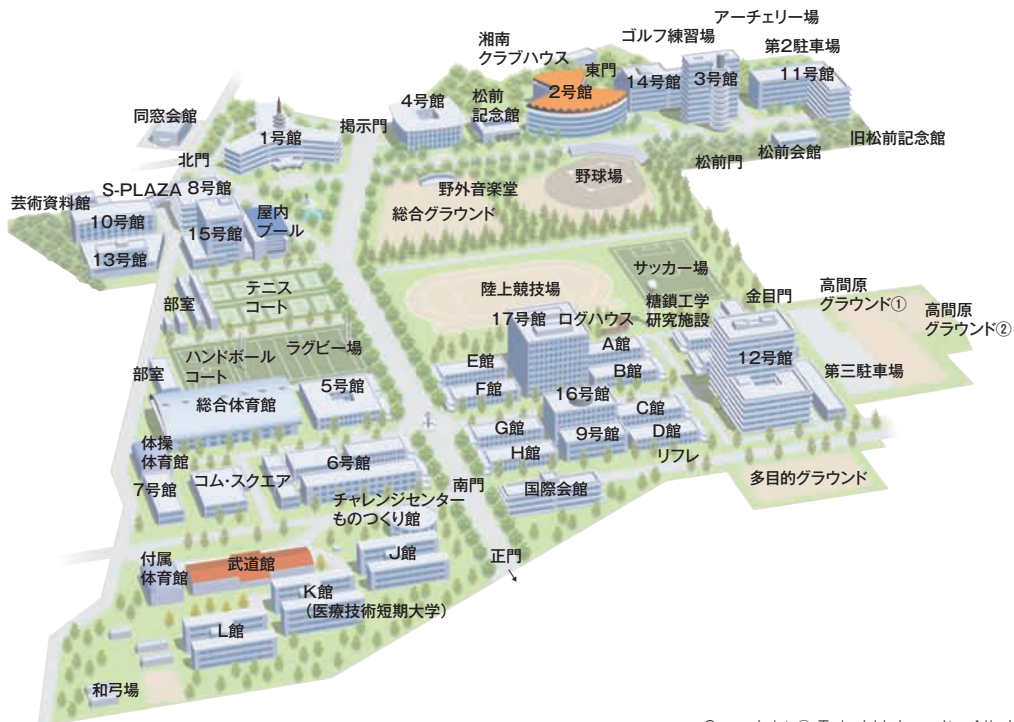 アーチェリー場
湘南
クラブハウス
ゴルフ練習場
第2駐車場
東門
14号館
3号館
11号館
2号館
同窓会館
1号館
掲示門
4号館
松前
記念館
旧松前記念館
松前会館
松前門
北門
S-PLAZA
8号館
芸術資料館
10号館
15号館
屋内
プール
13号館
野外音楽堂
総合グラウンド
野球場
部室
テニス
コート
陸上競技場
サッカー場
糖鎖工学
研究施設
金目門
高間原
グラウンド①
高間原
グラウンド②
17号館
ログハウス
ハンドボール
コート
ラグビー場
部室
総合体育館
5号館
E館
F館
A館
B館
12号館
第三駐車場
16号館
C館
G館
9号館
D館
H館
リフレ
体操
体育館
7号館
コム・スクエア
6号館
南門
国際会館
多目的グラウンド
チャレンジセンター
ものつくり館
正門
J館
付属
体育館
武道館
K館
(医療技術短期大学)
L館
和弓場